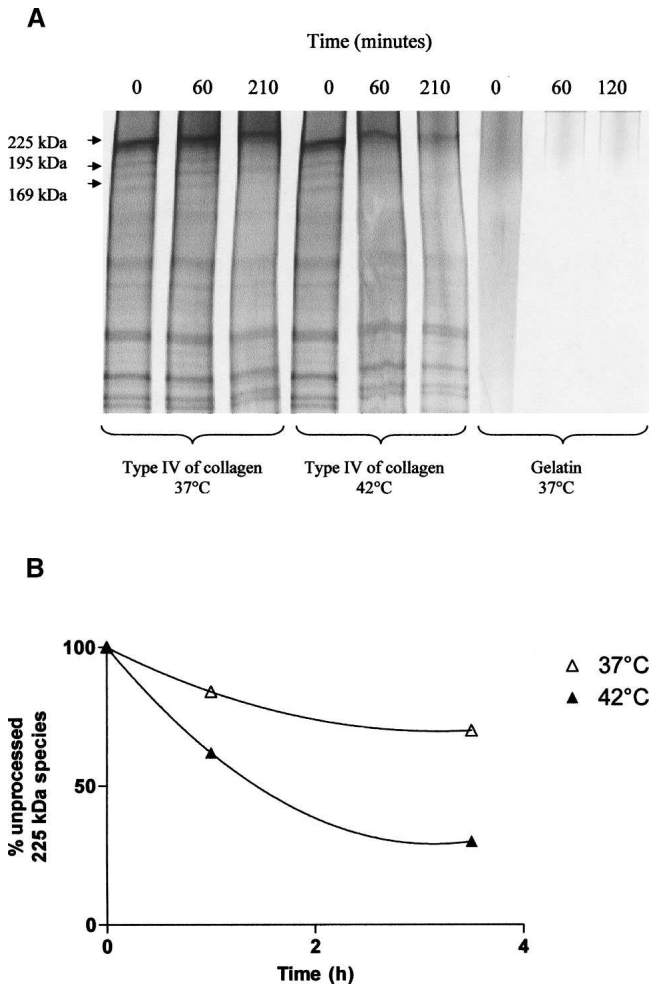 A
Time (minutes)
0 60 210 0 60 210 0 60 120
225 kDa
195 kDa
169 kDa
Type IV of collagen
37°C
Type IV of collagen
42°C
Gelatin
37°C
B
100
50
0
% unprocessed
225 kDa species
37°C
42°C
0 2 4
Time (h)